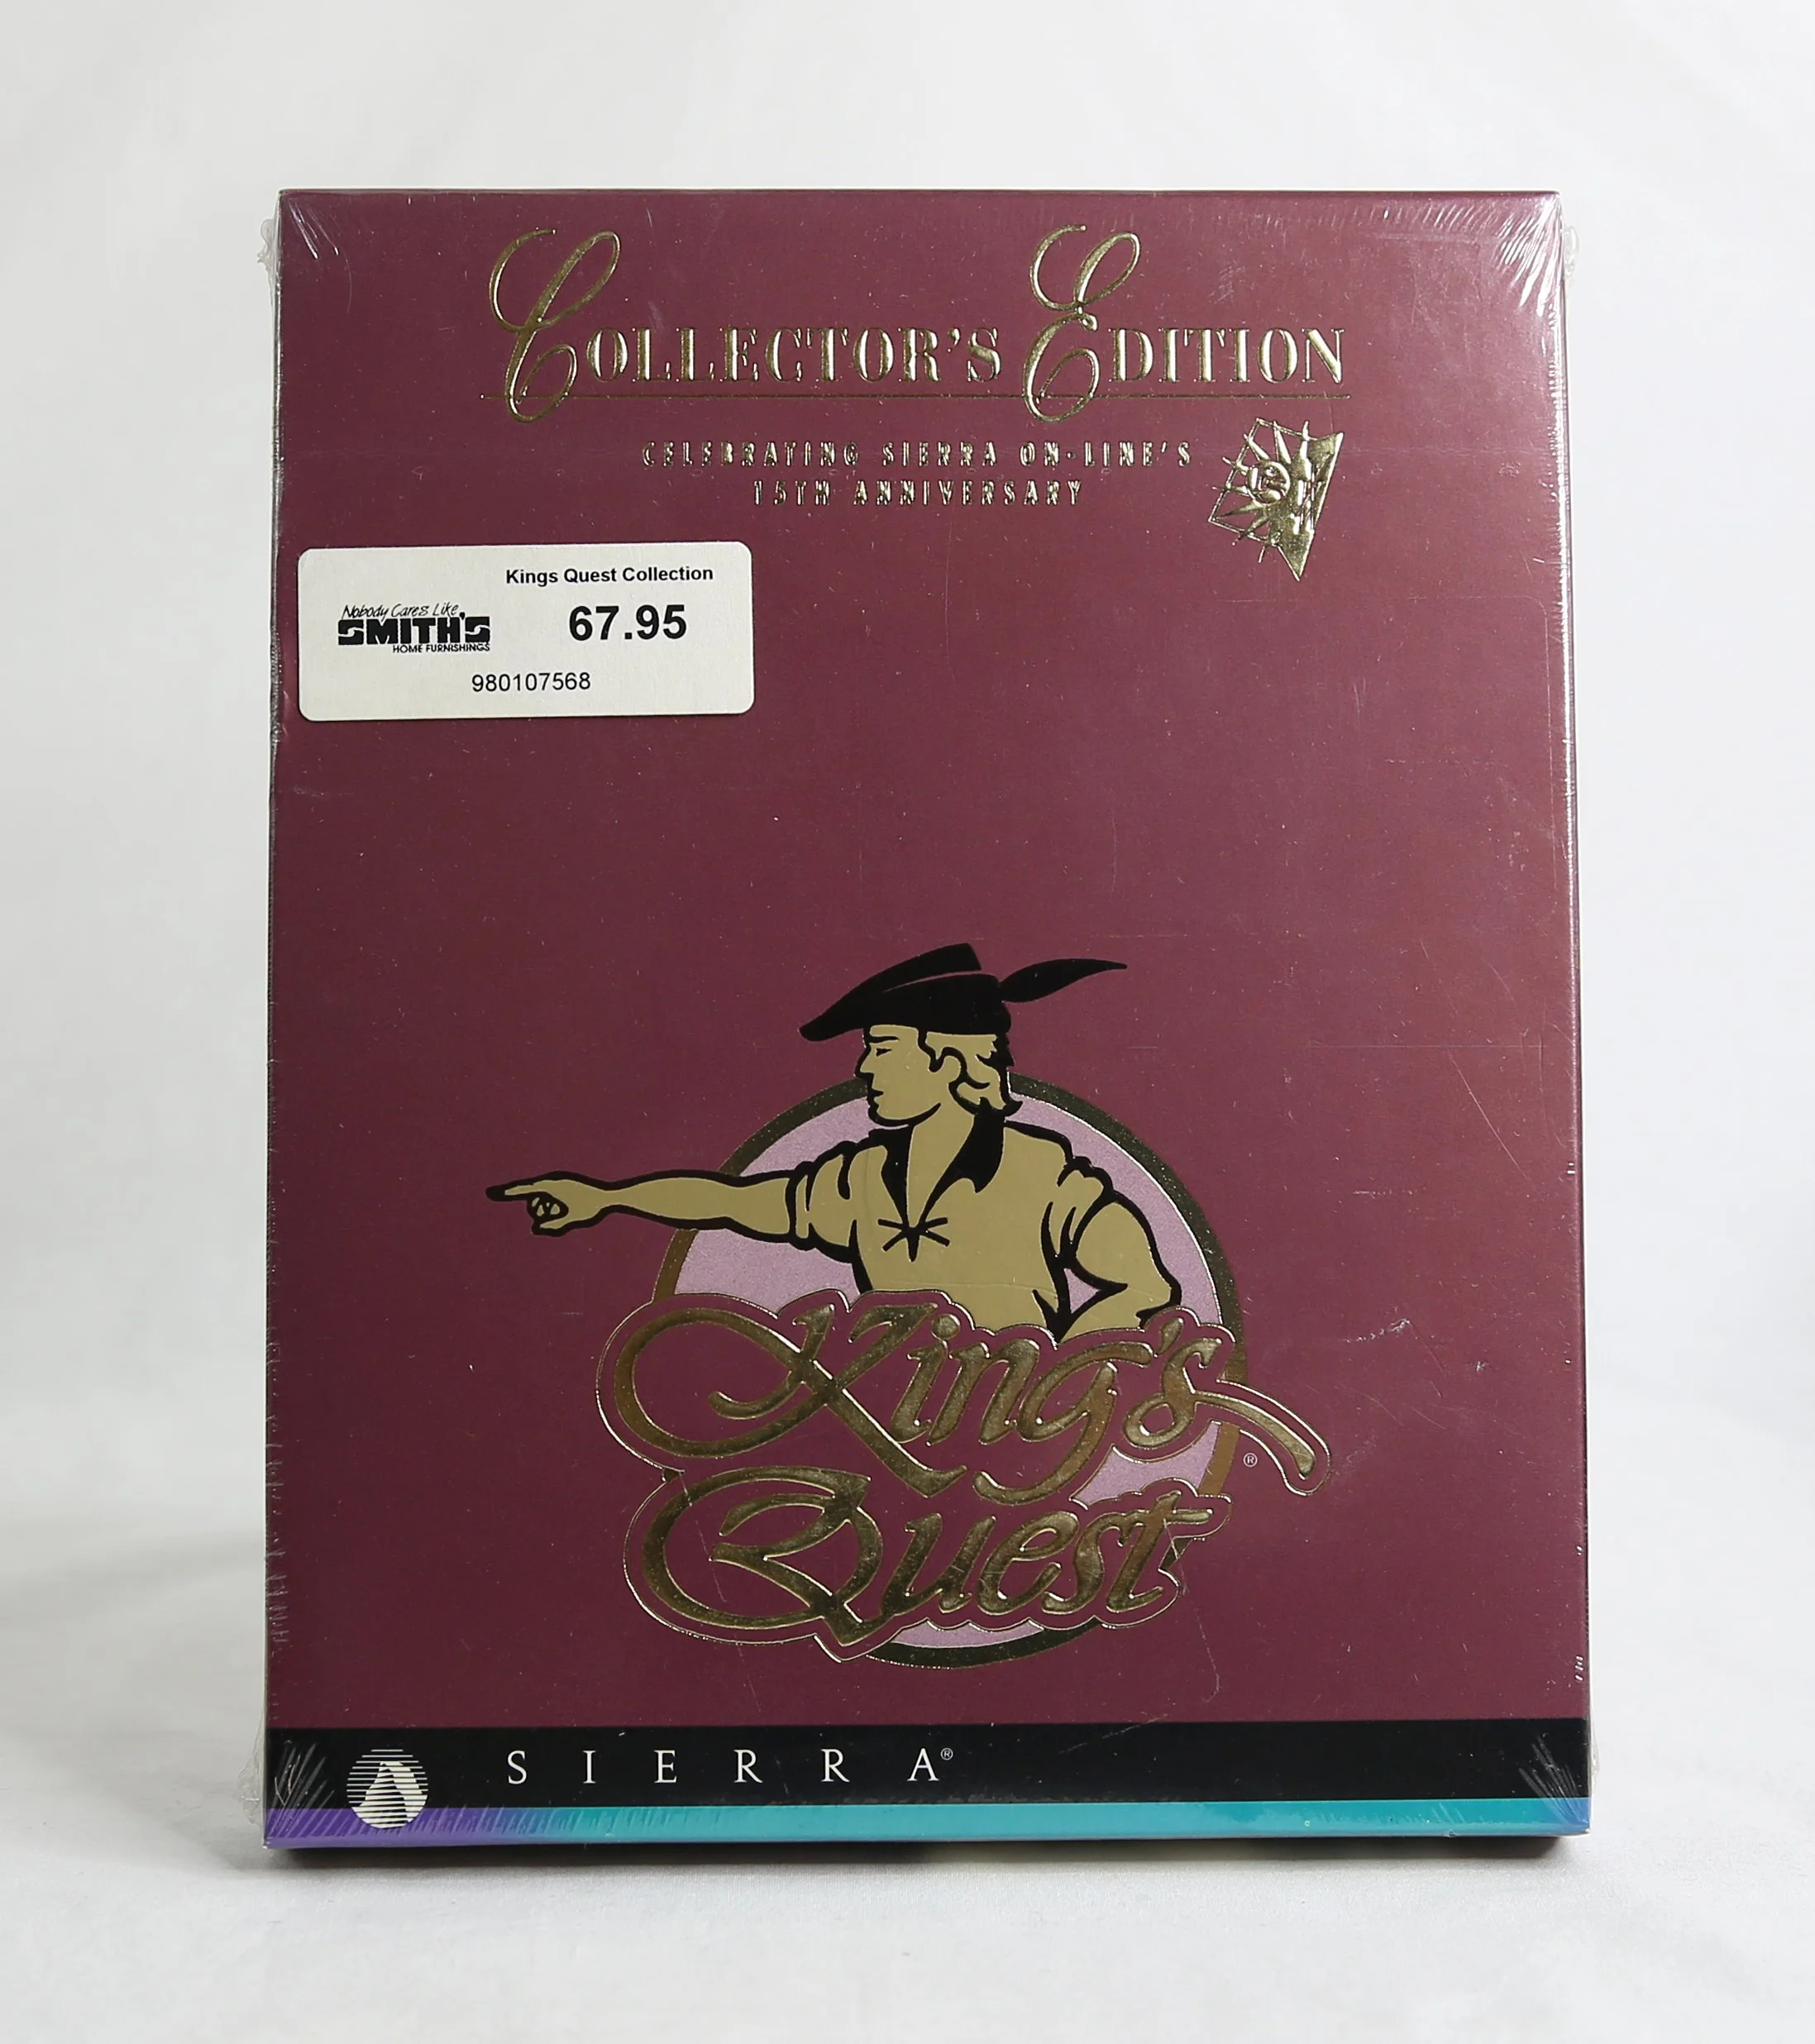 COLLECTOR'S EDITION
CELEBRATING SIERRA ON-LINE'S
15TH ANNIVERSARY
15
Kings Quest Collection
Nobody Cares Like
SMITH'S
HOME FURNISHINGS
67.95
980107568
King's
Quest®
SIERRA®